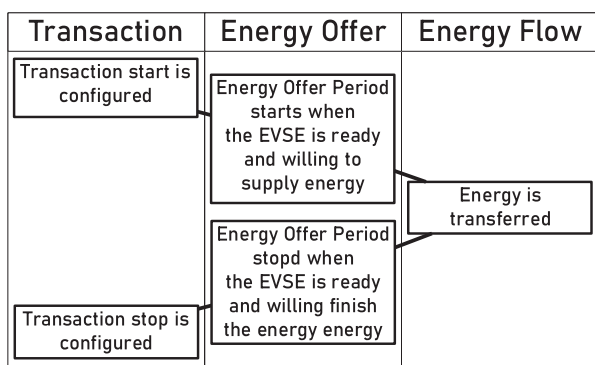 Transaction
Energy Offer
Energy Flow
Transaction start is
configured
Energy Offer Period
starts when
the EVSE is ready
and willing to
supply energy
Energy is
transferred
Energy Offer Period
stopd when
the EVSE is ready
and willing finish
the energy energy
Transaction stop is
configured